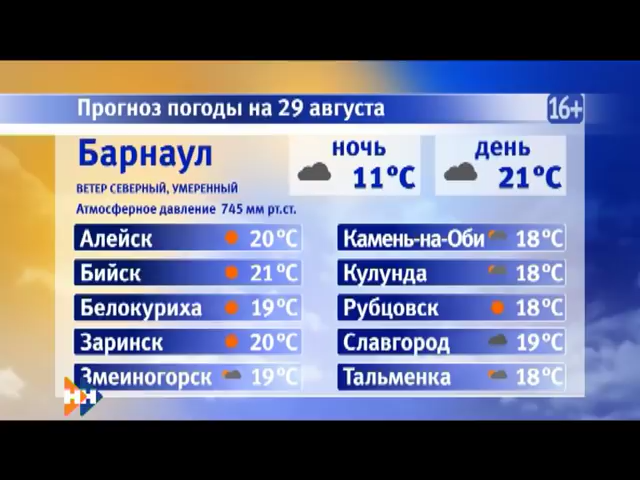 Прогноз погоды на 29 августа
16+
Барнаул
ВЕТЕР СЕВЕРНЫЙ, УМЕРЕННЫЙ
Атмосферное давление 745 мм рт.ст.
ночь
11°C
день
21°C
Алейск 20°C
Бийск 21°C
Белокуриха 19°C
Заринск 20°C
Змеиногорск 19°C
Камень-на-Оби 18°C
Кулунда 18°C
Рубцовск 18°C
Славгород 19°C
Тальменка 18°C
НН